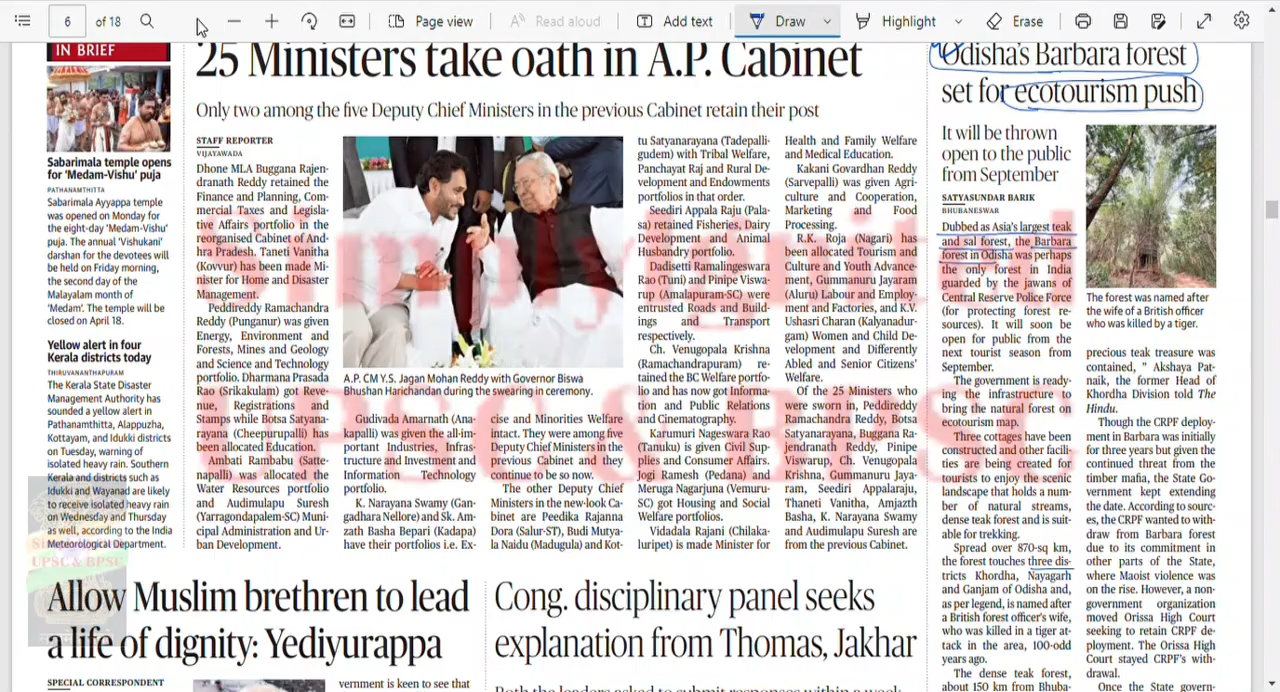 6
of 18
Page view
Read aloud
Add text
Draw
Highlight
Erase
IN BRIEF
Sabarimala temple opens
for 'Medam-Vishu' puja
PATHANAMTHITTA
Sabarimala Ayyappa temple
was opened on Monday for
the eight-day 'Medam-Vishu'
puja. The annual 'Vishukani'
darshan for the devotees will
be held on Friday morning,
the second day of the
Malayalam month of
'Medam'. The temple will be
closed on April 18.
Yellow alert in four
Kerala districts today
THIRUVANANTHAPURAM
The Kerala State Disaster
Management Authority has
sounded a yellow alert in
Pathanamthitta, Alappuzha,
Kottayam, and Idukki districts
on Tuesday, warning of
isolated heavy rain. Southern
Kerala and districts such as
Idukki and Wayanad are likely
to receive isolated heavy rain
on Wednesday and Thursday
as well, according to the India
Meteorological Department.
UPSC & BPSC
25 Ministers take oath in A.P. Cabinet
Only two among the five Deputy Chief Ministers in the previous Cabinet retain their post
STAFF REPORTER
VIJAYAWADA
Dhone MLA Buggana Rajen-
dranath Reddy retained the
Finance and Planning, Com-
mercial Taxes and Legisla-
tive Affairs portfolio in the
reorganised Cabinet of And-
hra Pradesh. Taneti Vanitha
(Kovvur) has been made Mi-
nister for Home and Disaster
Management.
Peddireddy Ramachandra
Reddy (Punganur) was given
Energy, Environment and
Forests, Mines and Geology
and Science and Technology
portfolio. Dharmana Prasada
Rao (Srikakulam) got Reve-
nue, Registrations and
Stamps while Botsa Satyana-
rayana (Cheepurupalli) has
been allocated Education.
Ambati Rambabu (Satte-
napalli) was allocated the
Water Resources portfolio
and Audimulapu Suresh
(Yarragondapalem-SC) Muni-
cipal Administration and Ur-
ban Development.
A.P. CM Y.S. Jagan Mohan Reddy with Governor Biswa
Bhushan Harichandan during the swearing in ceremony.
Gudivada Amarnath (Ana-
kapalli) was given the all-im-
portant Industries, Infras-
tructure and Investment and
Information Technology
portfolio.
K. Narayana Swamy (Gan-
gadhara Nellore) and Sk. Am-
zath Basha Bepari (Kadapa)
have their portfolios i.e. Ex-
cise and Minorities Welfare
intact. They were among five
Deputy Chief Ministers in the
previous Cabinet and they
continue to be so now.
The other Deputy Chief
Ministers in the new-look Ca-
binet are Peedika Rajanna
Dora (Salur-ST), Budi Mutya-
la Naidu (Madugula) and Kot-
tu Satyanarayana (Tadepalli-
gudem) with Tribal Welfare,
Panchayat Raj and Rural De-
velopment and Endowments
portfolios in that order.
Seediri Appala Raju (Pala-
sa) retained Fisheries, Dairy
Development and Animal
Husbandry portfolio.
Dadisetti Ramalingeswara
Rao (Tuni) and Pinipe Viswa-
rup (Amalapuram-SC) were
entrusted Roads and Build-
ings and Transport
respectively.
Ch. Venugopala Krishna
(Ramachandrapuram) re-
tained the BC Welfare portfo-
lio and has now got Informa-
tion and Public Relations
and Cinematography.
Karumuri Nageswara Rao
(Tanuku) is given Civil Sup-
plies and Consumer Affairs.
Jogi Ramesh (Pedana) and
Meruga Nagarjuna (Vemuru-
SC) got Housing and Social
Welfare portfolios.
Vidadala Rajani (Chilaka-
luripet) is made Minister for
Health and Family Welfare
and Medical Education.
Kakani Govardhan Reddy
(Sarvepalli) was given Agri-
culture and Cooperation,
Marketing and Food
Processing.
R.K. Roja (Nagari) has
been allocated Tourism and
Culture and Youth Advance-
ment, Gummanuru Jayaram
(Aluru) Labour and Employ-
ment and Factories, and K.V.
Ushasri Charan (Kalyanadur-
gam) Women and Child De-
velopment and Differently
Abled and Senior Citizens'
Welfare.
Of the 25 Ministers who
were sworn in, Peddireddy
Ramachandra Reddy, Botsa
Satyanarayana, Buggana Ra-
jendranath Reddy, Pinipe
Viswarup, Ch. Venugopala
Krishna, Gummanuru Jaya-
ram, Seediri Appalaraju,
Thaneti Vanitha, Amjazth
Basha, K. Narayana Swamy
and Audimulapu Suresh are
from the previous Cabinet.
Odisha's Barbara forest
set for ecotourism push
It will be thrown
open to the public
from September
SATYASUNDAR BARIK
BHUBANESWAR
Dubbed as Asia's largest teak
and sal forest, the Barbara
forest in Odisha was perhaps
the only forest in India
guarded by the jawans of
Central Reserve Police Force
(for protecting forest re-
sources). It will soon be
open for public from the
next tourist season from
September.
The government is ready-
ing the infrastructure to
bring the natural forest on
ecotourism map.
Three cottages have been
constructed and other facili-
ties are being created for
tourists to enjoy the scenic
landscape that holds a num-
ber of natural streams,
dense teak forest and is suit-
able for trekking.
Spread over 870-sq km,
the forest touches three dis-
tricts Khordha, Nayagarh
and Ganjam of Odisha and,
as per legend, is named after
a British forest officer's wife,
who was killed in a tiger at-
tack in the area, 100-odd
years ago.
The dense teak forest,
about 150 km from Bhuba-
The forest was named after
the wife of a British officer
who was killed by a tiger.
precious teak treasure was
contained, " Akshaya Pat-
naik, the former Head of
Khordha Division told The
Hindu.
Though the CRPF deploy-
ment in Barbara was initially
for three years but given the
continued threat from the
timber mafia, the State Go-
vernment kept extending
the date. According to sourc-
es, the CRPF wanted to with-
draw from Barbara forest
due to its commitment in
other parts of the State,
where Maoist violence was
on the rise. However, a non-
government organization
moved Orissa High Court
seeking to retain CRPF de-
ployment. The Orissa High
Court stayed CRPF's with-
drawal.
Once the State govern-
Allow Muslim brethren to lead
a life of dignity: Yediyurappa
SPECIAL CORRESPONDENT
vernment is keen to see that
Cong. disciplinary panel seeks
explanation from Thomas, Jakhar
Both the leaders asked to submit responses within a week